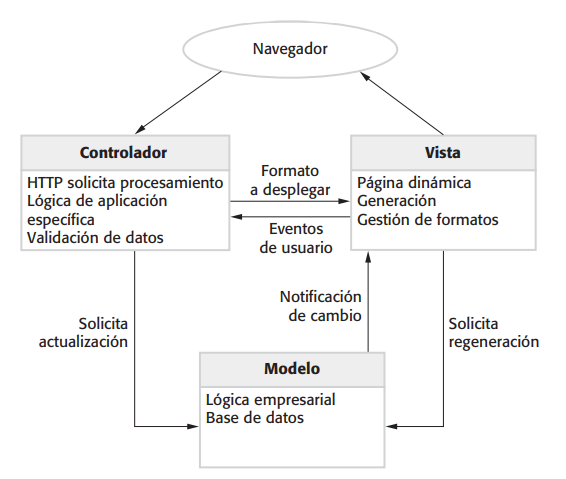 Navegador
Controlador
HTTP solicita procesamiento
Lógica de aplicación
específica
Validación de datos
Formato
a desplegar
Eventos
de usuario
Vista
Página dinámica
Generación
Gestión de formatos
Solicita
actualización
Notificación
de cambio
Solicita
regeneración
Modelo
Lógica empresarial
Base de datos